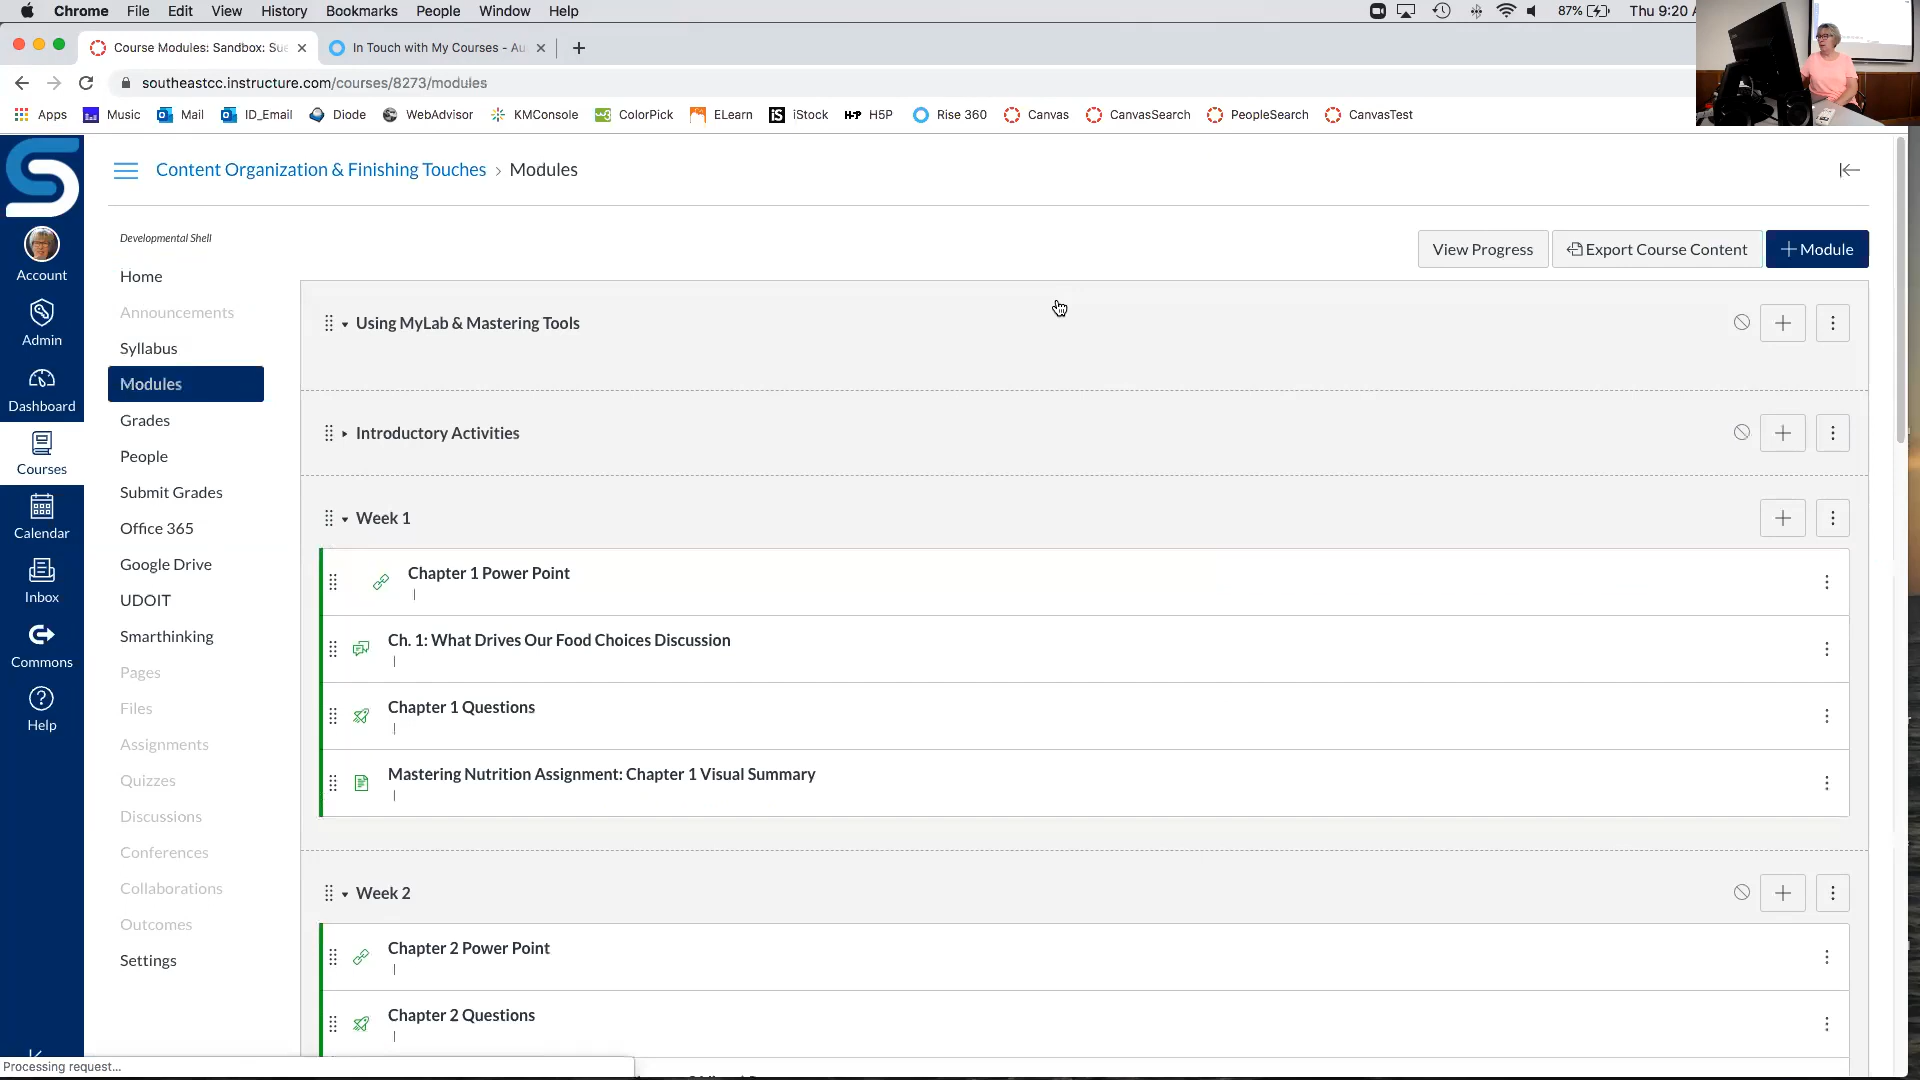 Chrome File Edit View History Bookmarks People Window Help 87% Thu 9:20
Course Modules: Sandbox: Sue In Touch with My Courses - Au
southeastcc.instructure.com/courses/8273/modules
Apps Music Mail ID_Email Diode WebAdvisor KMConsole ColorPick ELearn iStock H5P Rise 360 Canvas CanvasSearch PeopleSearch CanvasTest
Content Organization & Finishing Touches › Modules
Account
Admin
Dashboard
Courses
Calendar
Inbox
Commons
Help
Developmental Shell
Home
Announcements
Syllabus
Modules
Grades
People
Submit Grades
Office 365
Google Drive
UDOIT
Smarthinking
Pages
Files
Assignments
Quizzes
Discussions
Conferences
Collaborations
Outcomes
Settings
View Progress Export Course Content + Module
Using MyLab & Mastering Tools
Introductory Activities
Week 1
Chapter 1 Power Point
|
Ch. 1: What Drives Our Food Choices Discussion
|
Chapter 1 Questions
|
Mastering Nutrition Assignment: Chapter 1 Visual Summary
|
Week 2
Chapter 2 Power Point
|
Chapter 2 Questions
|
Processing request...